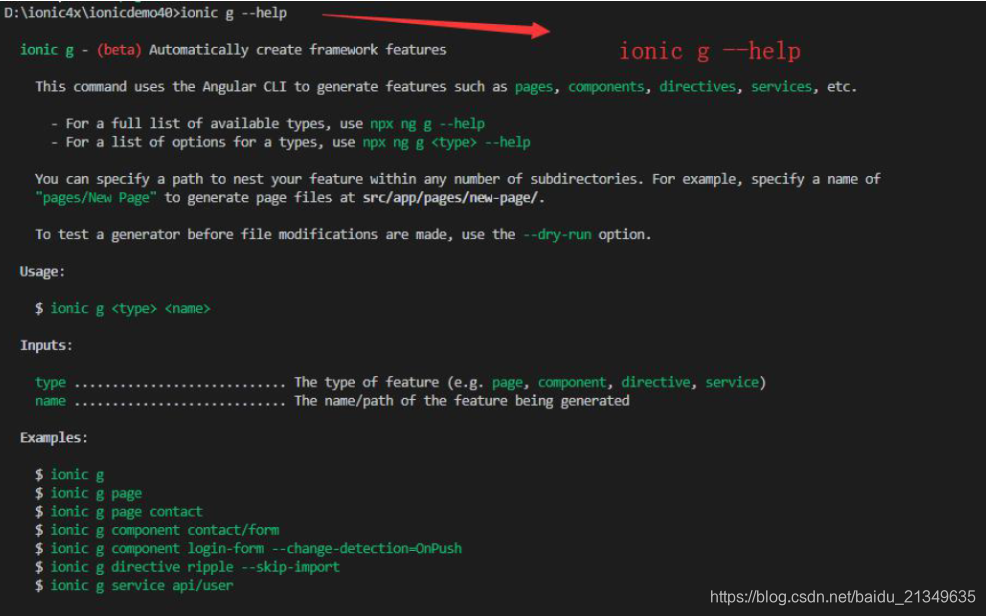 D:\ionic4x\ionicdemo40>ionic g --help
ionic g --help
ionic g - (beta) Automatically create framework features
This command uses the Angular CLI to generate features such as pages, components, directives, services, etc.
- For a full list of available types, use npx ng g --help
- For a list of options for a types, use npx ng g <type> --help
You can specify a path to nest your feature within any number of subdirectories. For example, specify a name of
"pages/New Page" to generate page files at src/app/pages/new-page/.
To test a generator before file modifications are made, use the --dry-run option.
Usage:
$ ionic g <type> <name>
Inputs:
type ............................ The type of feature (e.g. page, component, directive, service)
name ............................ The name/path of the feature being generated
Examples:
$ ionic g
$ ionic g page
$ ionic g page contact
$ ionic g component contact/form
$ ionic g component login-form --change-detection=OnPush
$ ionic g directive ripple --skip-import
$ ionic g service api/user
https://blog.csdn.net/baidu_21349635